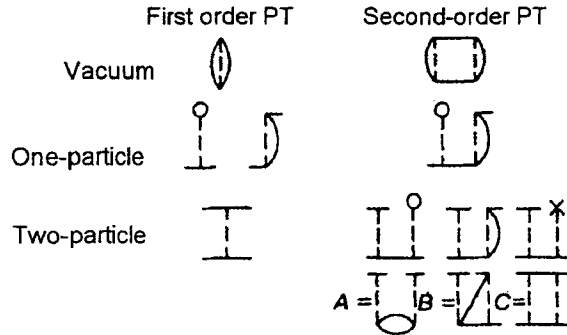 First order PT Second-order PT
Vacuum
One-particle
Two-particle
A = B = C=